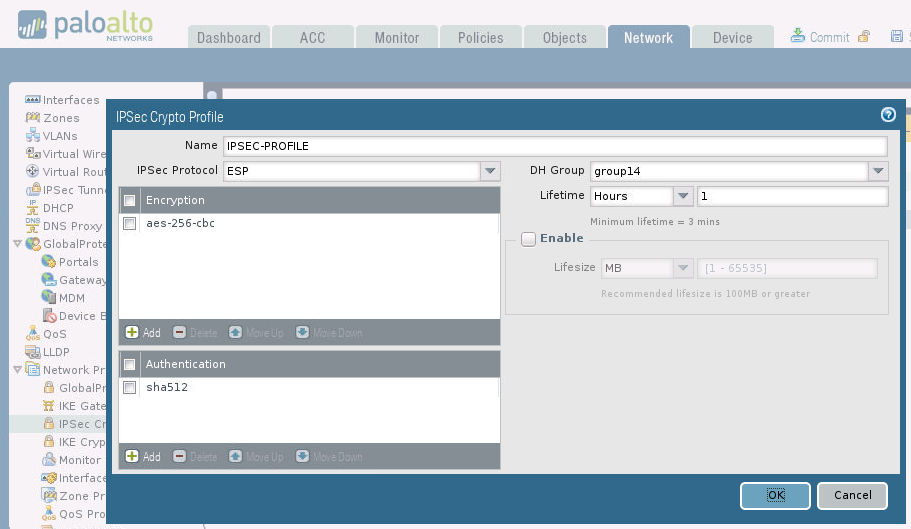 paloalto
NETWORKS
Dashboard ACC Monitor Policies Objects Network Device Commit
Interfaces
Zones
VLANs
Virtual Wire
Virtual Rou
IPSec Tunn
DHCP
DNS Proxy
GlobalProte
Portals
Gateway
MDM
Device B
QoS
LLDP
Network Pr
GlobalPr
IKE Gate
IPSec Cr
IKE Cryp
Monitor
Interface
Zone Pr
QoS Pro
IPSec Crypto Profile
Name IPSEC-PROFILE
IPSec Protocol ESP
DH Group group14
Lifetime Hours 1
Minimum lifetime = 3 mins
Enable
Lifesize MB [1 - 65535]
Recommended lifesize is 100MB or greater
Encryption
aes-256-cbc
Add Delete Move Up Move Down
Authentication
sha512
Add Delete Move Up Move Down
OK Cancel